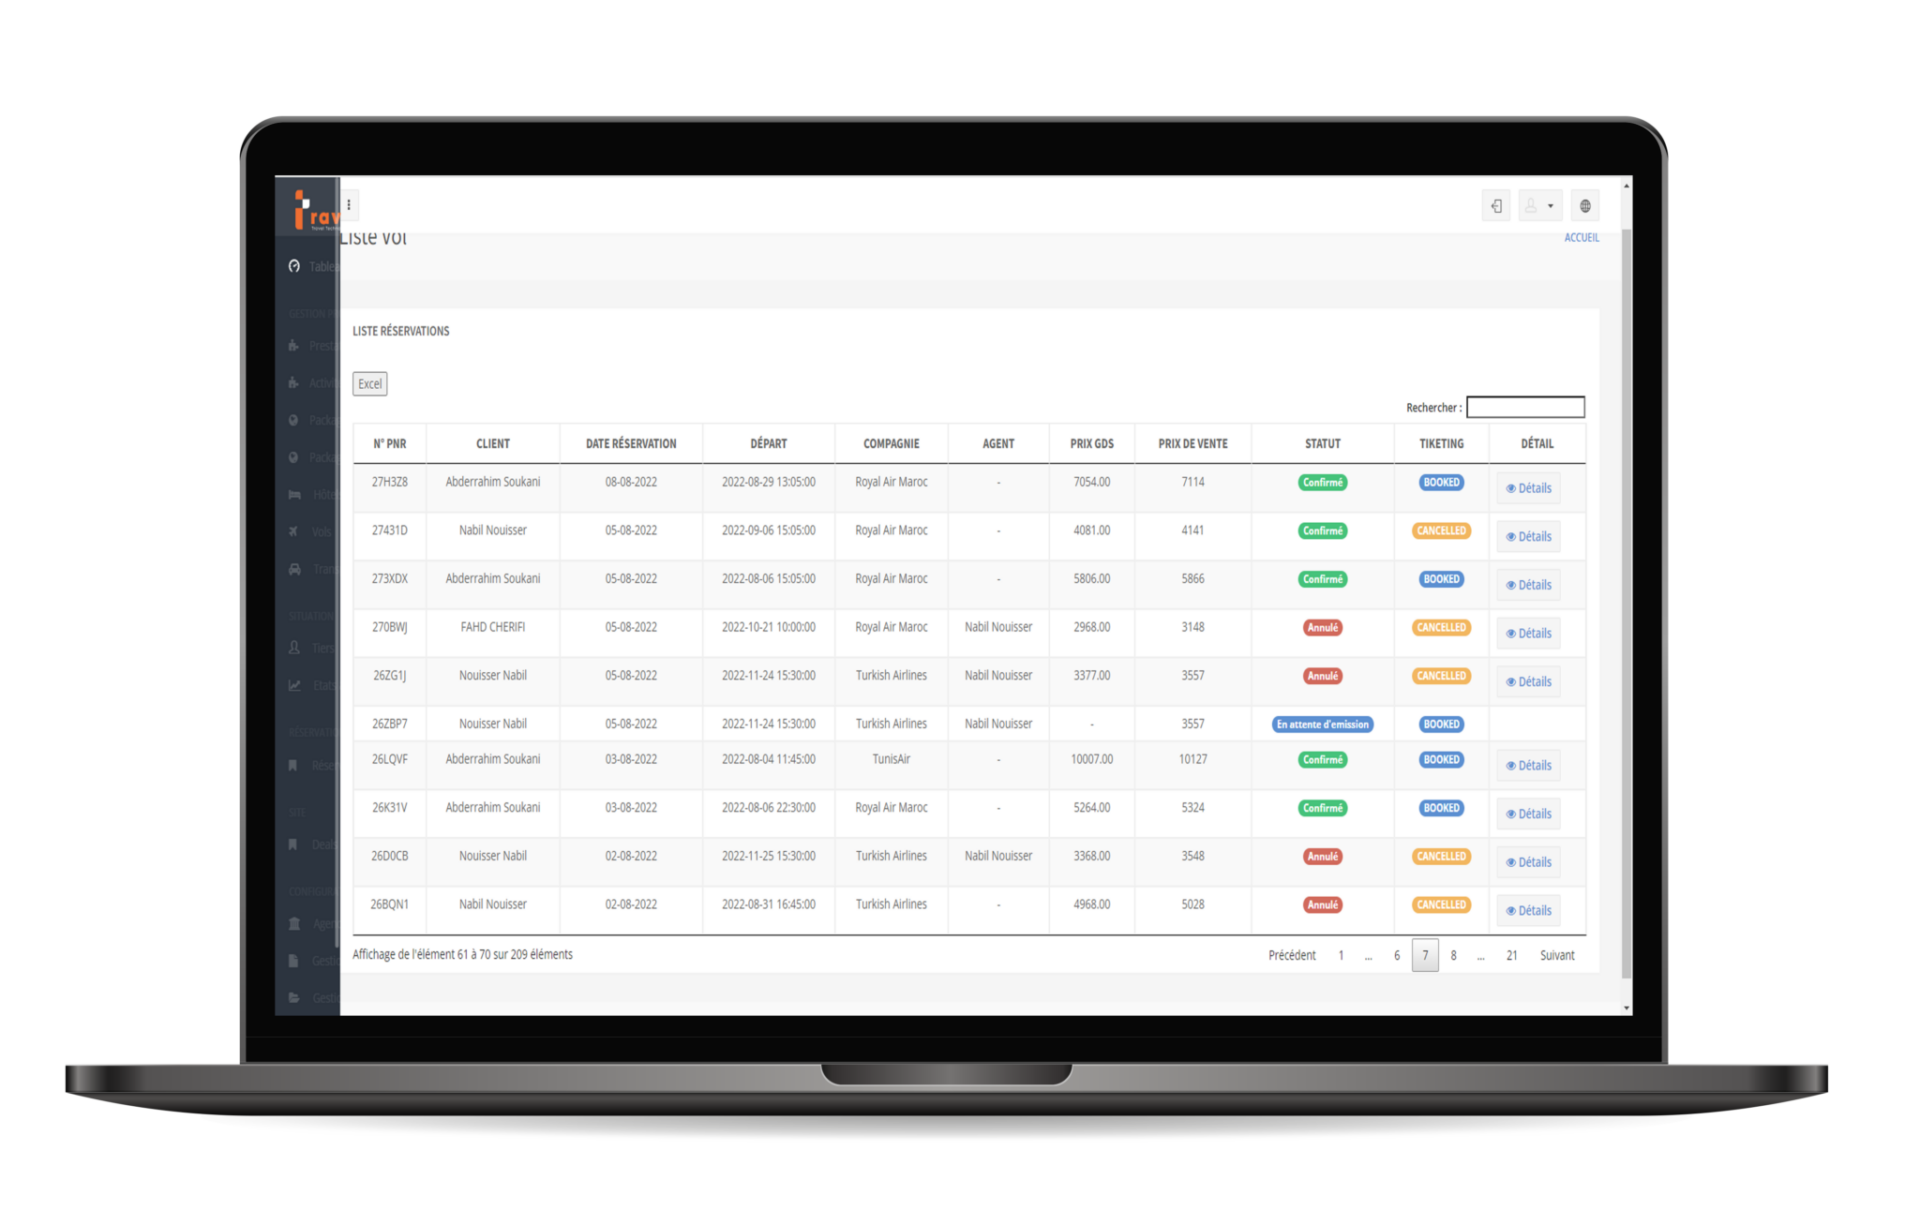 rav
Liste vol
ACCUEIL
Table
GESTION
Presta
Activi
Packa
Packa
Hôte
Vols
Tran
SITUATION
Tiers
Etats
RÉSERVATI
Réser
SITE
Deals
CONFIGURA
Agen
Gesti
Gesti
LISTE RÉSERVATIONS
Excel
Rechercher :
N° PNR CLIENT DATE RÉSERVATION DÉPART COMPAGNIE AGENT PRIX GDS PRIX DE VENTE STATUT TIKETING DÉTAIL
27H3Z8 Abderrahim Soukani 08-08-2022 2022-08-29 13:05:00 Royal Air Maroc - 7054.00 7114 Confirmé BOOKED Détails
27431D Nabil Nouisser 05-08-2022 2022-09-06 15:05:00 Royal Air Maroc - 4081.00 4141 Confirmé CANCELLED Détails
273XDX Abderrahim Soukani 05-08-2022 2022-08-06 15:05:00 Royal Air Maroc - 5806.00 5866 Confirmé BOOKED Détails
270BWJ FAHD CHERIFI 05-08-2022 2022-10-21 10:00:00 Royal Air Maroc Nabil Nouisser 2968.00 3148 Annulé CANCELLED Détails
26ZG1J Nouisser Nabil 05-08-2022 2022-11-24 15:30:00 Turkish Airlines Nabil Nouisser 3377.00 3557 Annulé CANCELLED Détails
26ZBP7 Nouisser Nabil 05-08-2022 2022-11-24 15:30:00 Turkish Airlines Nabil Nouisser - 3557 En attente d'emission BOOKED
26LQVF Abderrahim Soukani 03-08-2022 2022-08-04 11:45:00 TunisAir - 10007.00 10127 Confirmé BOOKED Détails
26K31V Abderrahim Soukani 03-08-2022 2022-08-06 22:30:00 Royal Air Maroc - 5264.00 5324 Confirmé BOOKED Détails
26D0CB Nouisser Nabil 02-08-2022 2022-11-25 15:30:00 Turkish Airlines Nabil Nouisser 3368.00 3548 Annulé CANCELLED Détails
26BQN1 Nabil Nouisser 02-08-2022 2022-08-31 16:45:00 Turkish Airlines - 4968.00 5028 Annulé CANCELLED Détails
Affichage de l'élément 61 à 70 sur 209 éléments
Précédent 1 ... 6 7 8 ... 21 Suivant